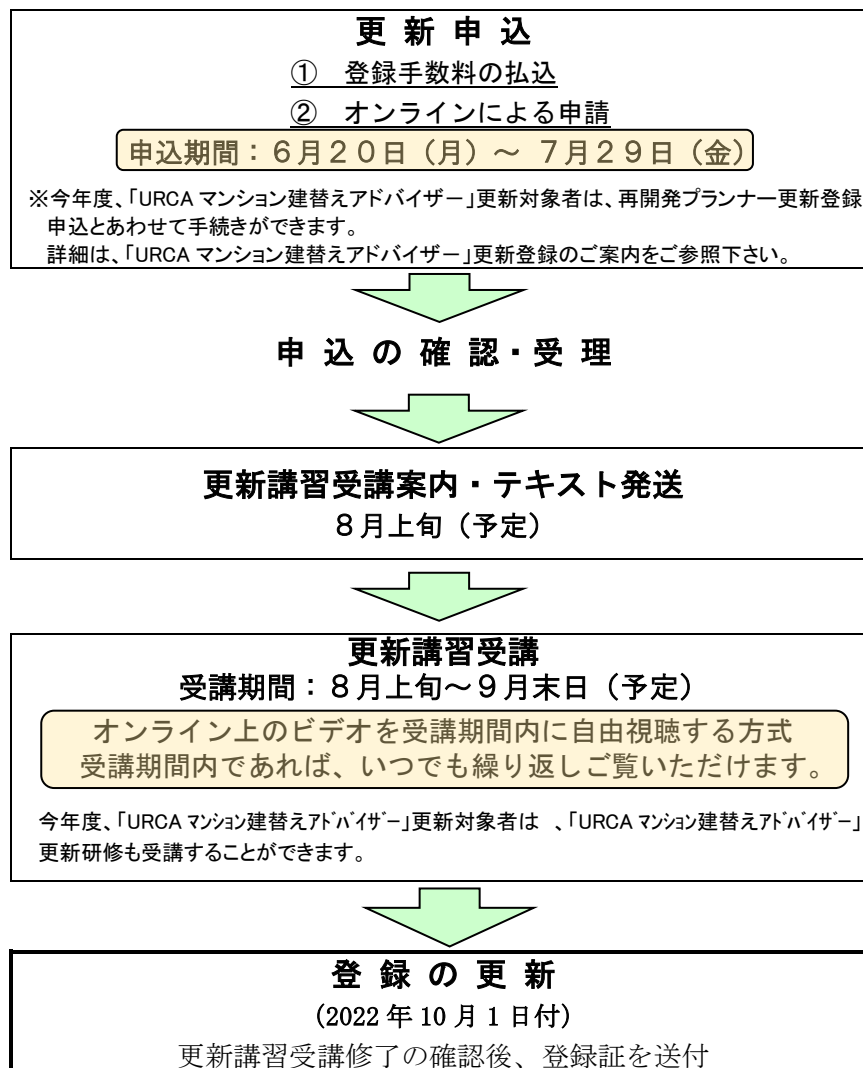 更 新 申 込
① 登録手数料の払込
② オンラインによる申請
申込期間：６月２０日（月）～ ７月２９日（金）
※今年度、「URCA マンション建替えアドバイザー」更新対象者は、再開発プランナー更新登録
申込とあわせて手続きができます。
詳細は、「URCA マンション建替えアドバイザー」更新登録のご案内をご参照下さい。
申 込 の 確 認・受 理
更新講習受講案内・テキスト発送
８月上旬（予定）
更新講習受講
受講期間：８月上旬～９月末日（予定）
オンライン上のビデオを受講期間内に自由視聴する方式
受講期間内であれば、いつでも繰り返しご覧いただけます。
今年度、「URCA ﾏﾝｼｮﾝ建替えｱﾄﾞﾊﾞｲｻﾞｰ」更新対象者は 、「URCA ﾏﾝｼｮﾝ建替えｱﾄﾞﾊﾞｲｻﾞｰ」
更新研修も受講することができます。
登 録 の 更 新
(2022 年 10 月 1 日付)
更新講習受講修了の確認後、登録証を送付